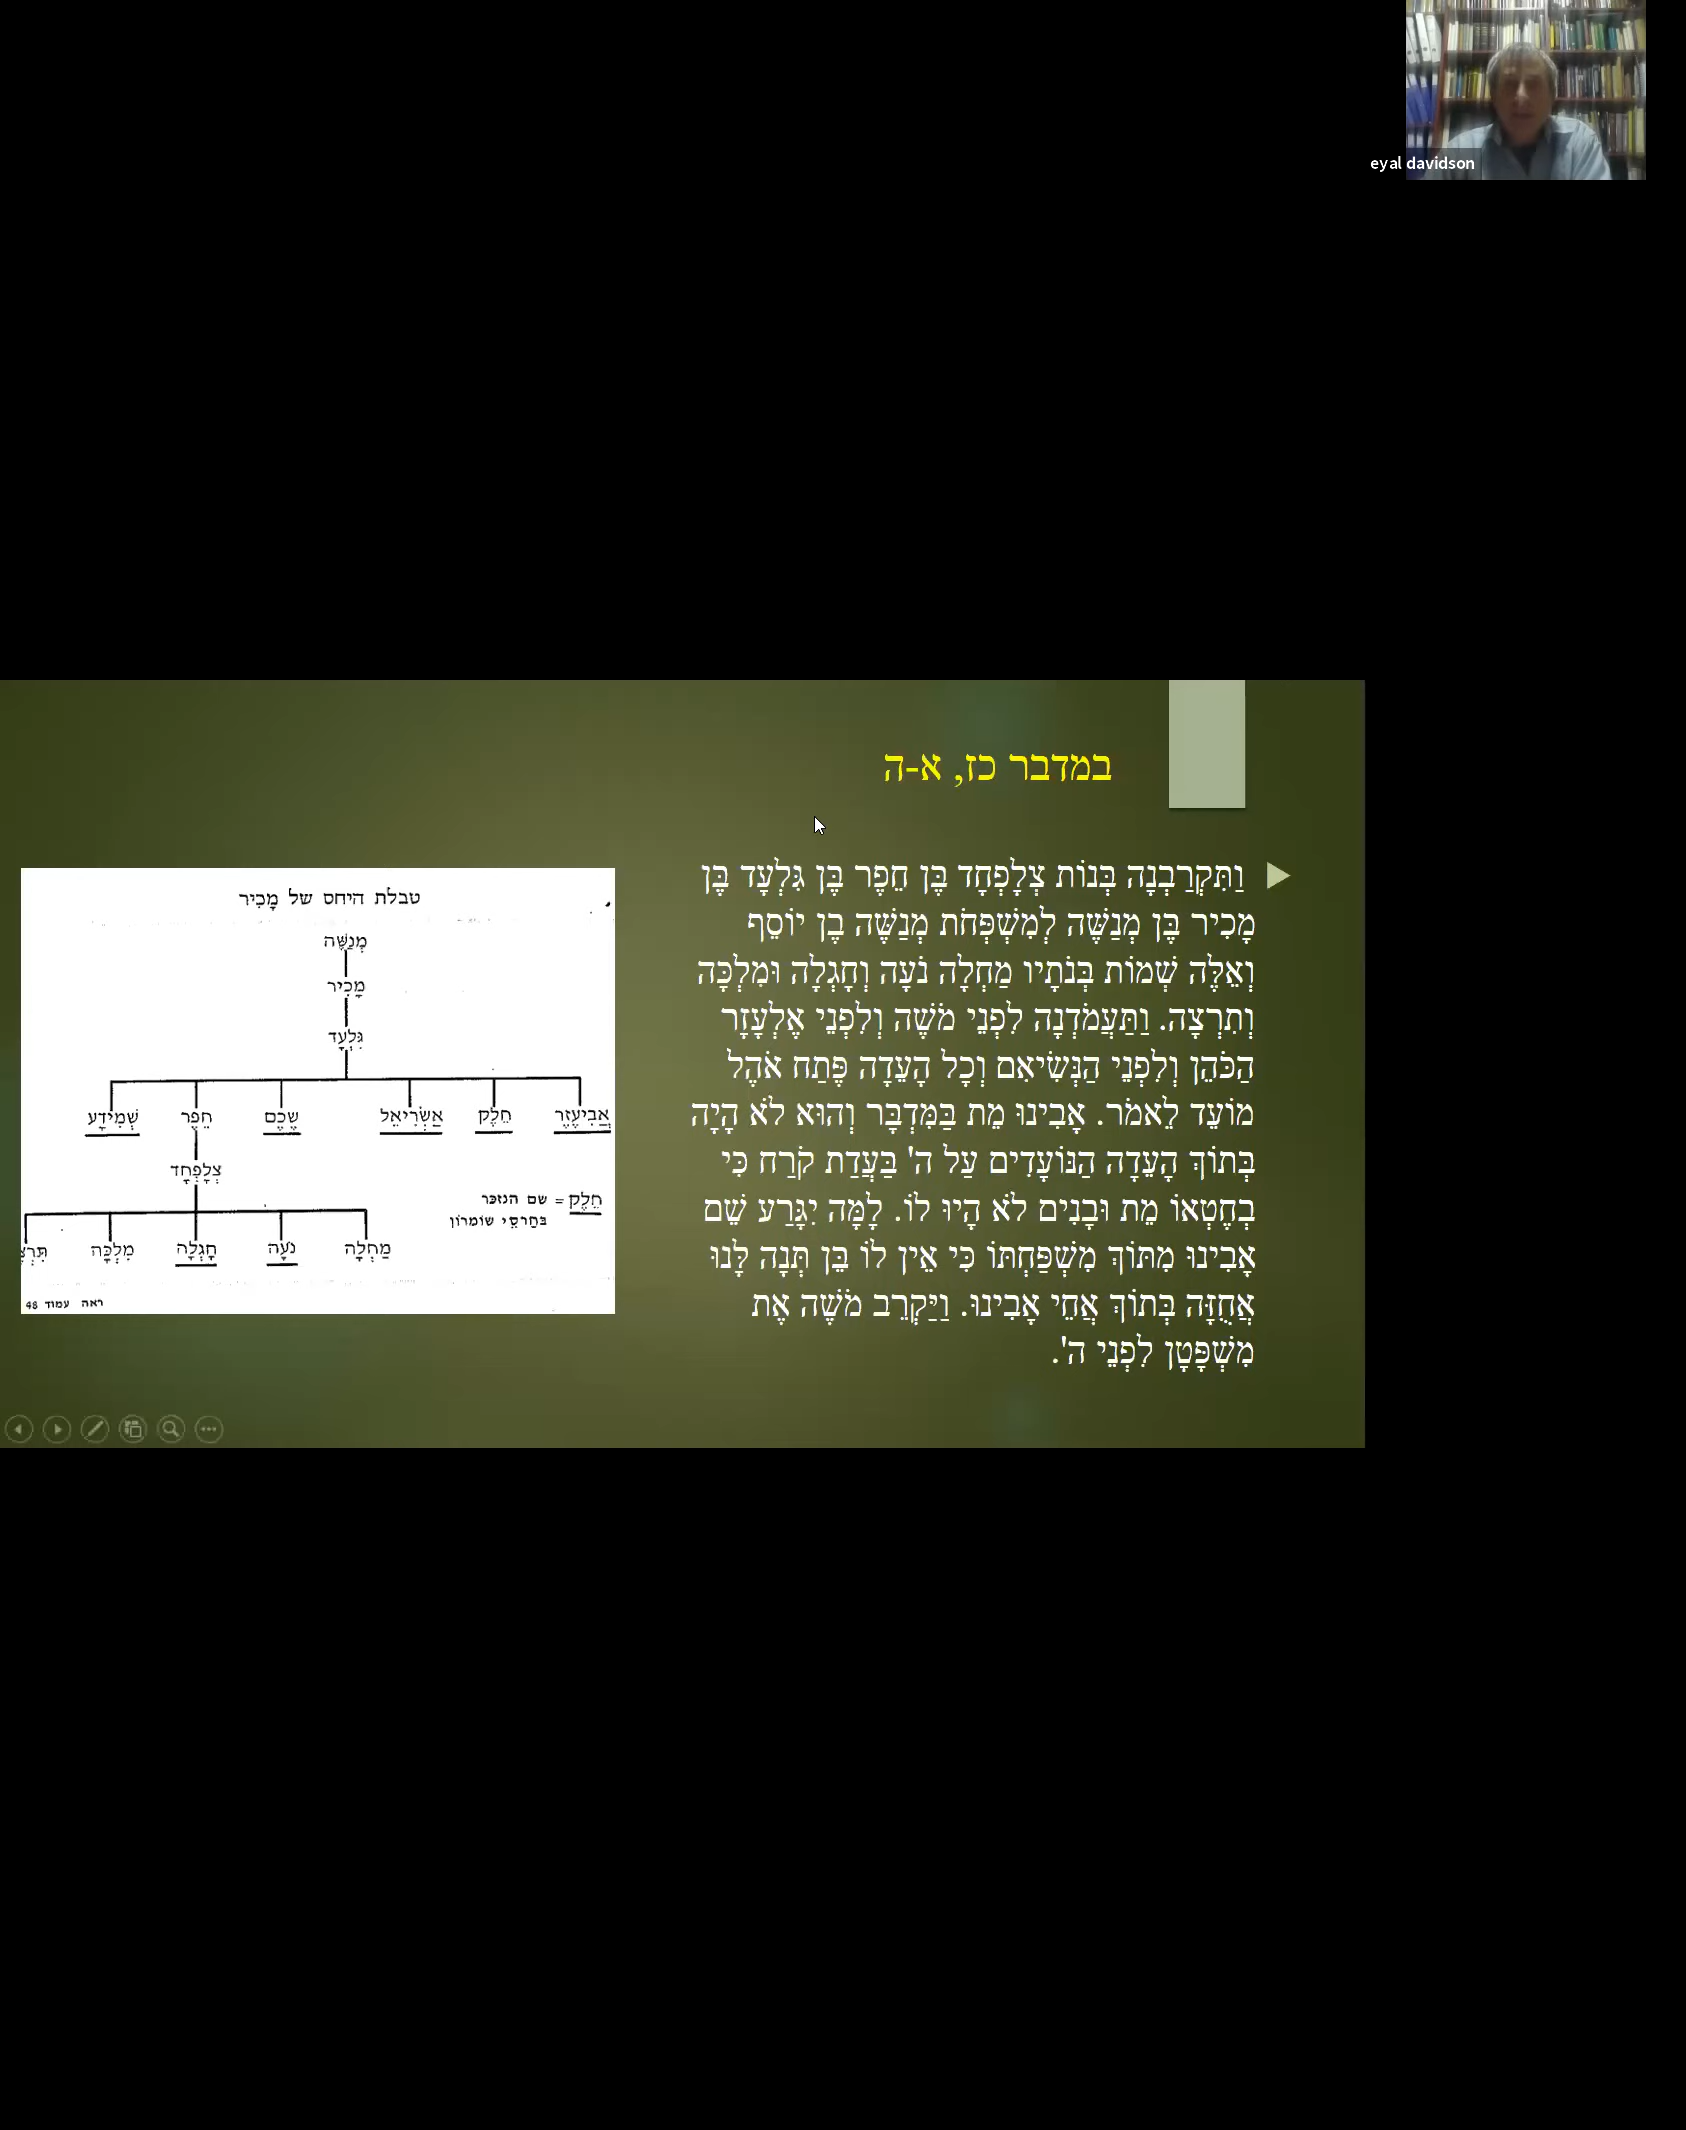 eyal davidson
במדבר כז, א-ה
וַתִּקְרַבְנָה בְּנוֹת צְלָפְחָד בֶּן חֵפֶר בֶּן גִּלְעָד בֶּן
מָכִיר בֶּן מְנַשֶּׁה לְמִשְׁפְּחֹת מְנַשֶּׁה בֶן יוֹסֵף
וְאֵלֶּה שְׁמוֹת בְּנֹתָיו מַחְלָה נֹעָה וְחָגְלָה וּמִלְכָּה
וְתִרְצָה. וַתַּעֲמֹדְנָה לִפְנֵי מֹשֶׁה וְלִפְנֵי אֶלְעָזָר
הַכֹּהֵן וְלִפְנֵי הַנְּשִׂיאִם וְכָל הָעֵדָה פֶּתַח אֹהֶל
מוֹעֵד לֵאמֹר. אָבִינוּ מֵת בַּמִּדְבָּר וְהוּא לֹא הָיָה
בְּתוֹךְ הָעֵדָה הַנּוֹעָדִים עַל ה' בַּעֲדַת קֹרַח כִּי
בְחֶטְאוֹ מֵת וּבָנִים לֹא הָיוּ לוֹ. לָמָּה יִגָּרַע שֵׁם
אָבִינוּ מִתּוֹךְ מִשְׁפַּחְתּוֹ כִּי אֵין לוֹ בֵּן תְּנָה לָּנוּ
אֲחֻזָּה בְּתוֹךְ אֲחֵי אָבִינוּ. וַיַּקְרֵב מֹשֶׁה אֶת
מִשְׁפָּטָן לִפְנֵי ה'.
טבלת היחס של מָכִיר
מְנַשֶּׁה
מָכִיר
גִּלְעָד
אֲבִיעֶזֶר חֵלֶק אַשְׂרִיאֵל שֶׁכֶם חֵפֶר שְׁמִידָע
צְלָפְחָד
חֵלֶק = שם הנזכר
בחַרסֵי שומרון
מַחְלָה נֹעָה חָגְלָה מִלְכָּה תִּרְצ
ראה עמוד 48